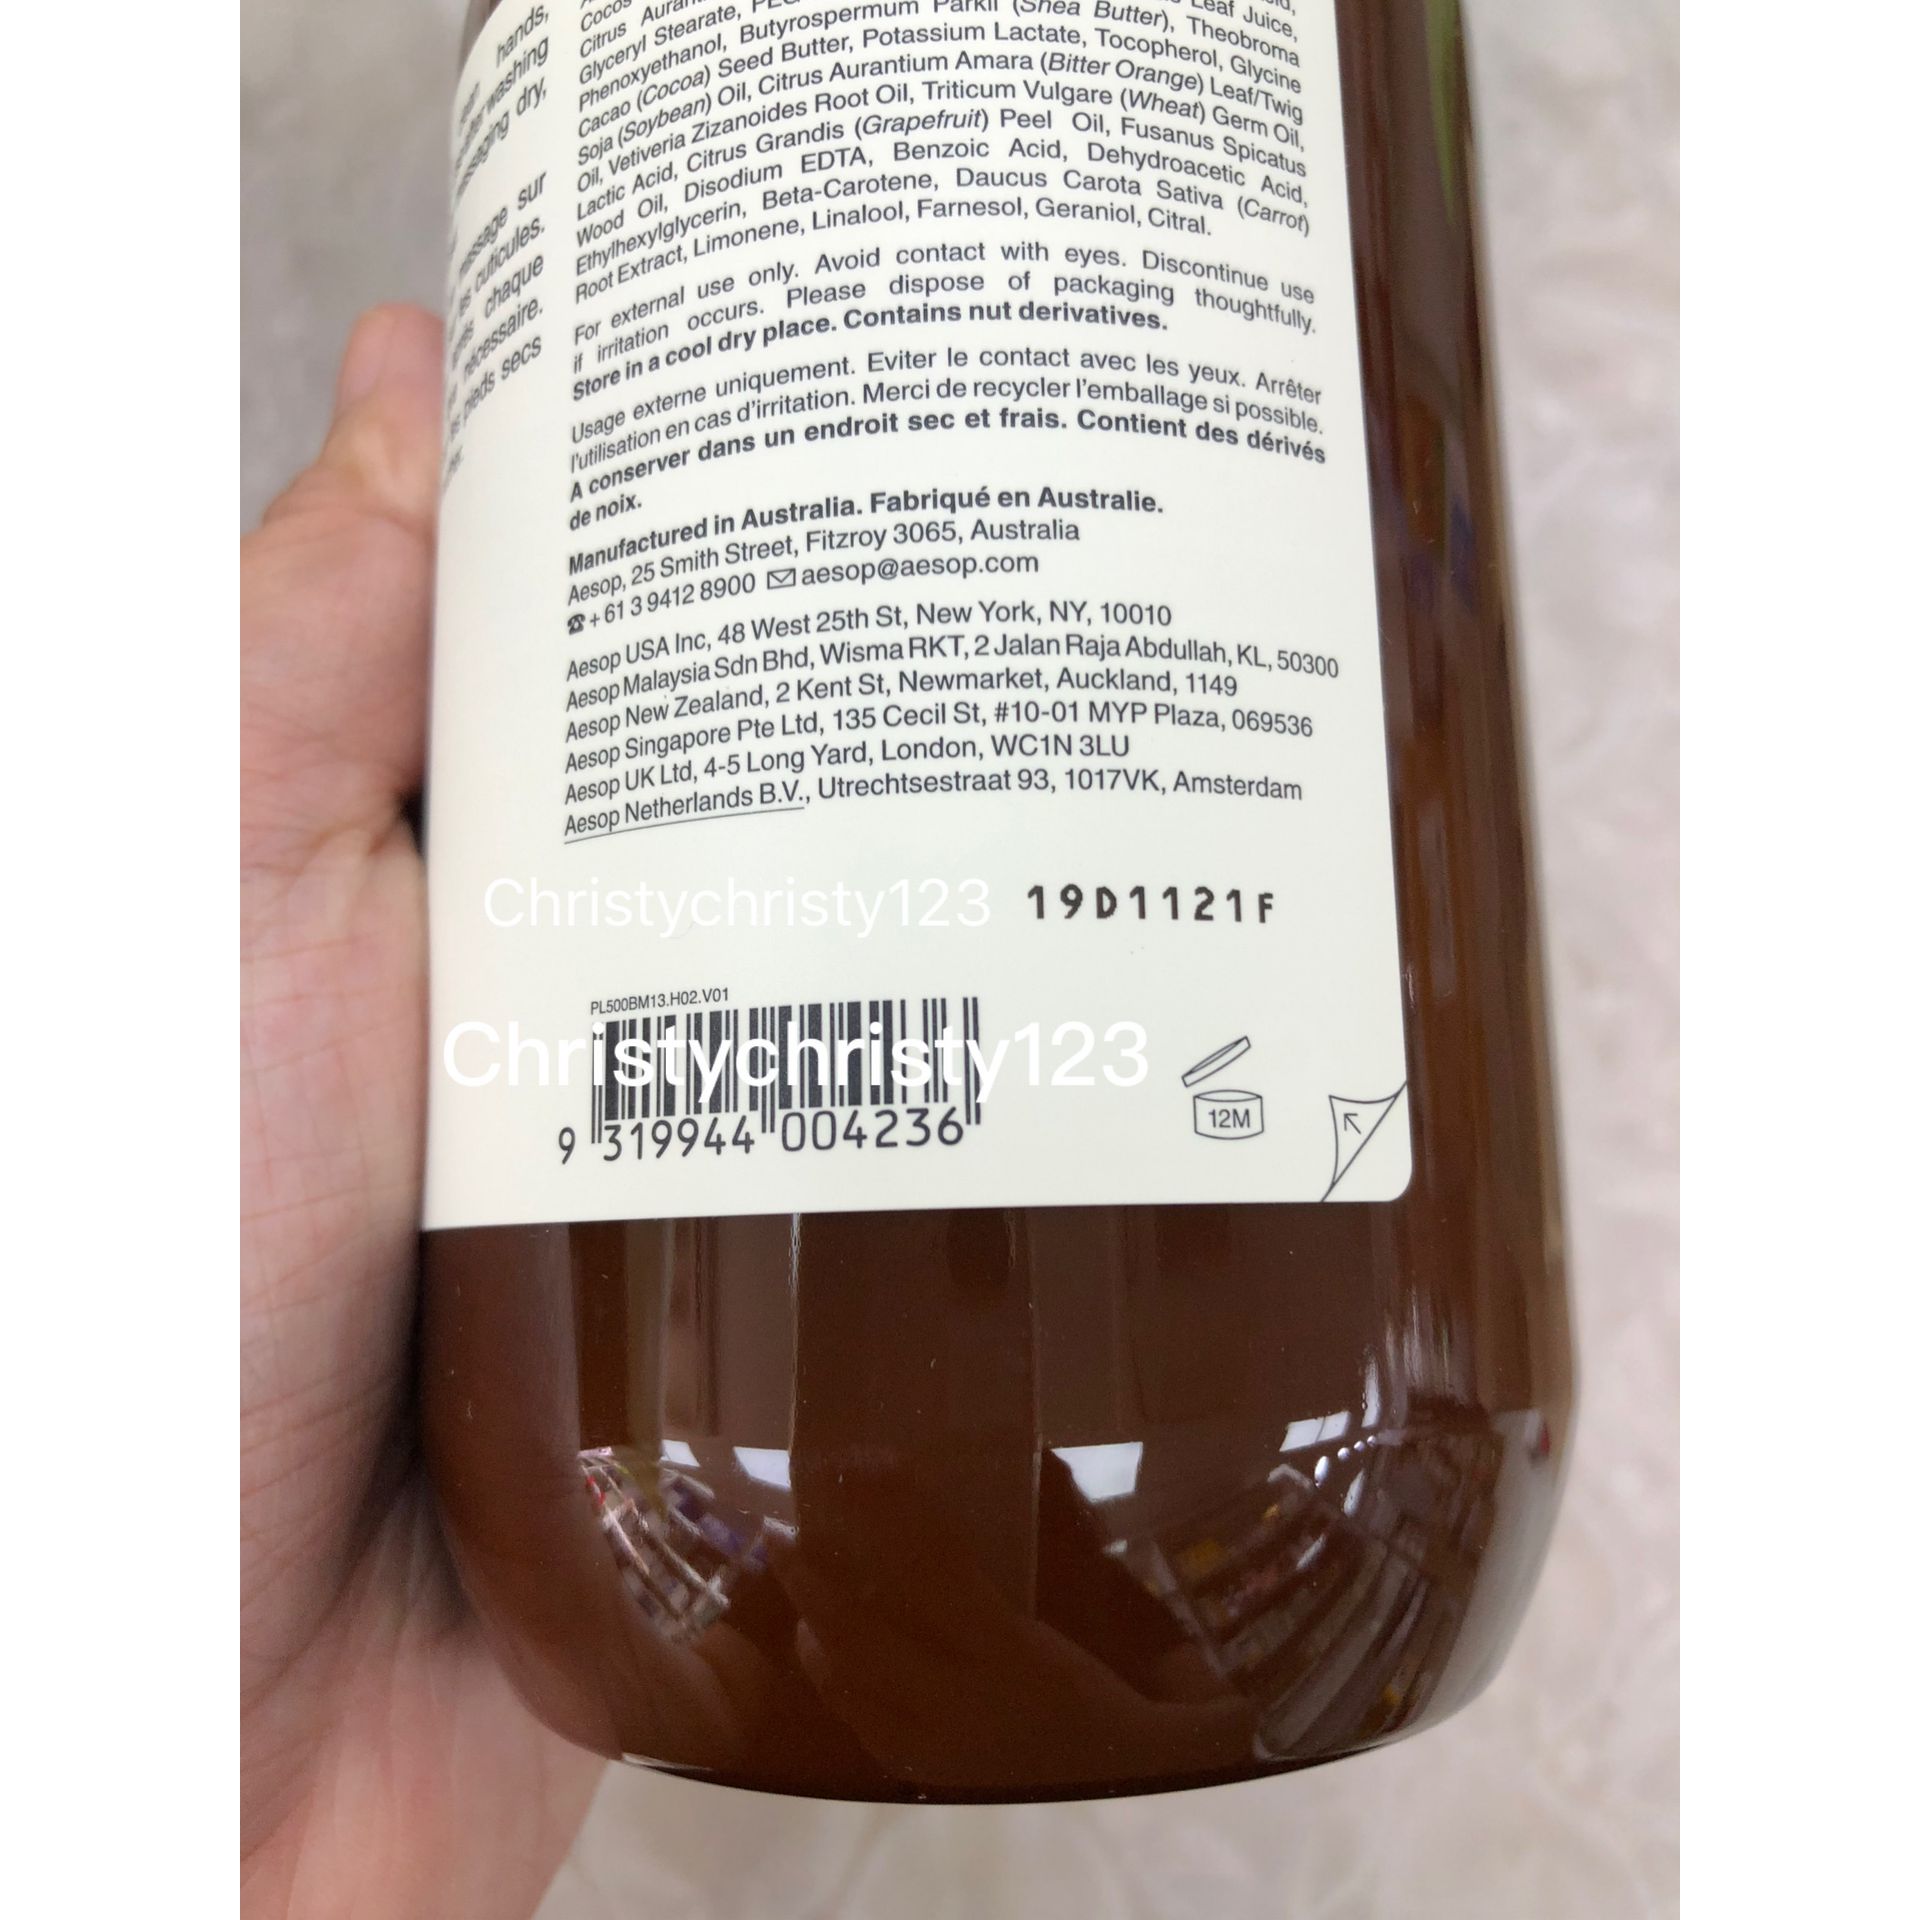 hands,
afterwashing
dry,
massage sur
cuticules.
chaque
nécessaire.
pieds secs
Leaf Juice,
Glyceryl Stearate,
Phenoxyethanol, Butyrospermum Parkii (Shea Butter), Theobroma
Cacao (Cocoa) Seed Butter, Potassium Lactate, Tocopherol, Glycine
Soja (Soybean) Oil, Citrus Aurantium Amara (Bitter Orange) Leaf/Twig
Oil, Vetiveria Zizanoides Root Oil, Triticum Vulgare (Wheat) Germ Oil,
Lactic Acid, Citrus Grandis (Grapefruit) Peel Oil, Fusanus Spicatus
Wood Oil, Disodium EDTA, Benzoic Acid, Dehydroacetic Acid,
Ethylhexylglycerin, Beta-Carotene, Daucus Carota Sativa (Carrot)
Root Extract, Limonene, Linalool, Farnesol, Geraniol, Citral.
For external use only. Avoid contact with eyes. Discontinue use
if irritation occurs. Please dispose of packaging thoughtfully.
Store in a cool dry place. Contains nut derivatives.
Usage externe uniquement. Eviter le contact avec les yeux. Arrêter
l'utilisation en cas d'irritation. Merci de recycler l'emballage si possible.
A conserver dans un endroit sec et frais. Contient des dérivés
de noix.
Manufactured in Australia. Fabriqué en Australie.
Aesop, 25 Smith Street, Fitzroy 3065, Australia
☎+61 3 9412 8900 aesop@aesop.com
Aesop USA Inc, 48 West 25th St, New York, NY, 10010
Aesop Malaysia Sdn Bhd, Wisma RKT, 2 Jalan Raja Abdullah, KL, 50300
Aesop New Zealand, 2 Kent St, Newmarket, Auckland, 1149
Aesop Singapore Pte Ltd, 135 Cecil St, #10-01 MYP Plaza, 069536
Aesop UK Ltd, 4-5 Long Yard, London, WC1N 3LU
Aesop Netherlands B.V., Utrechtsestraat 93, 1017VK, Amsterdam
Christychristy123
19D1121F
PL500BM13.H02.V01
Christychristy123
9 319944 004236
12M